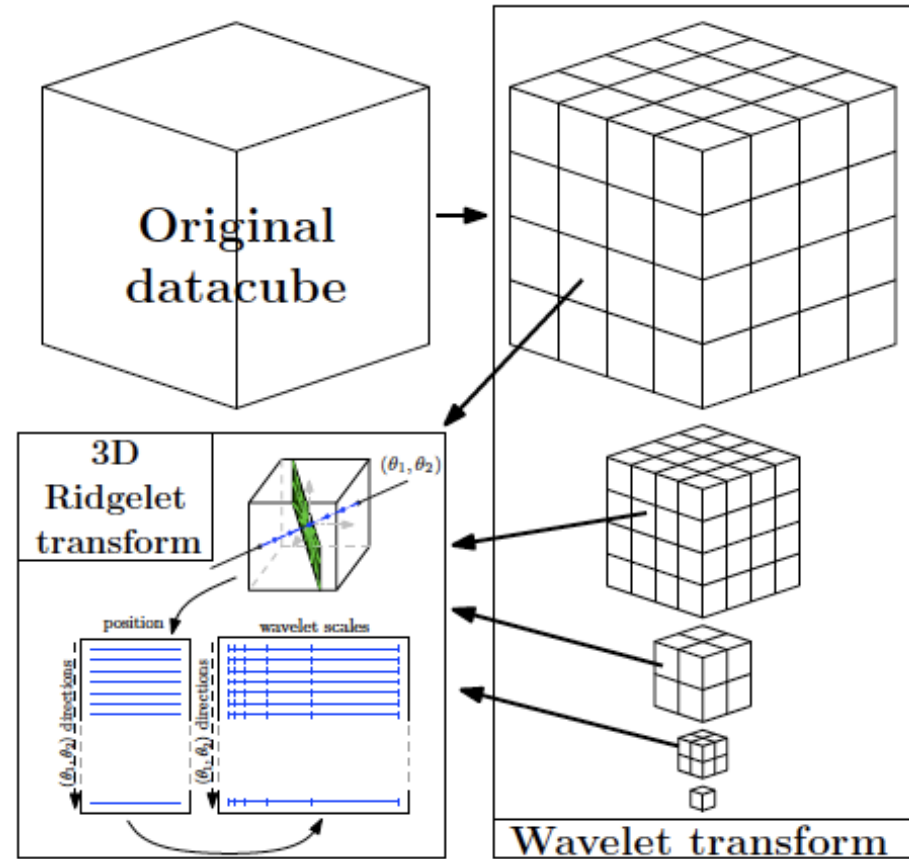 Original
datacube
3D
Ridgelet
transform
(θ₁, θ₂)
position
wavelet scales
(θ₁, θ₂) directions
(θ₁, θ₂) directions
Wavelet transform